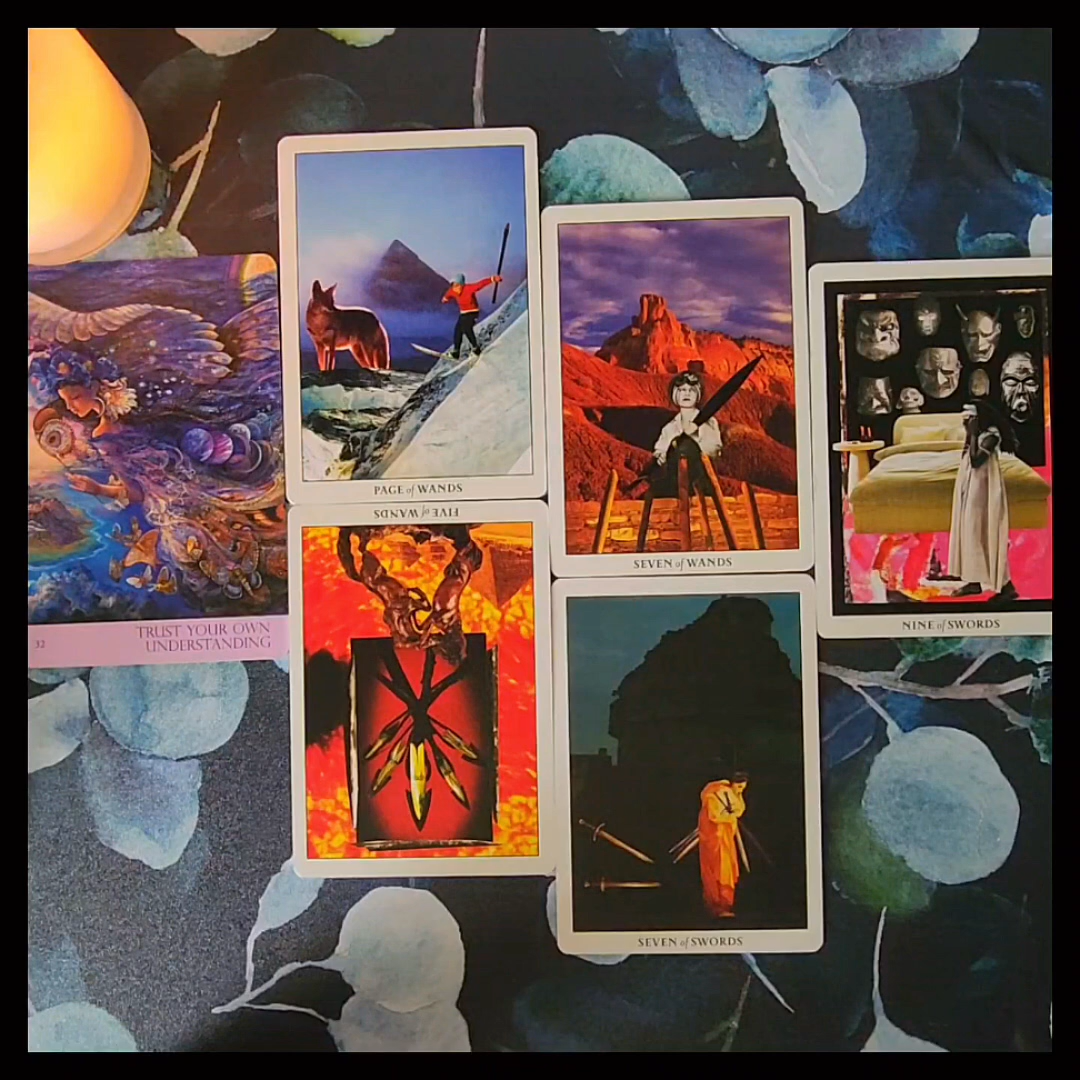 PAGE of WANDS
FIVE of WANDS
SEVEN of WANDS
NINE of SWORDS
32
TRUST YOUR OWN
UNDERSTANDING
SEVEN of SWORDS